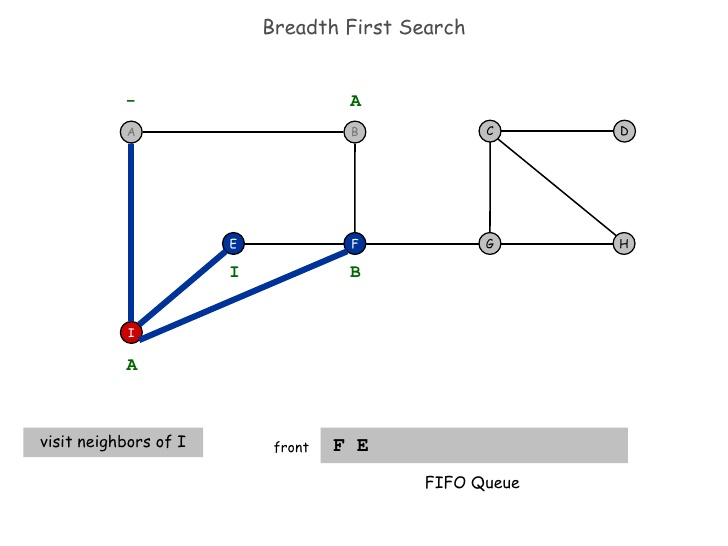 Breadth First Search
- A
A B C D
E F G H
I B
I
A
visit neighbors of I front F E
FIFO Queue